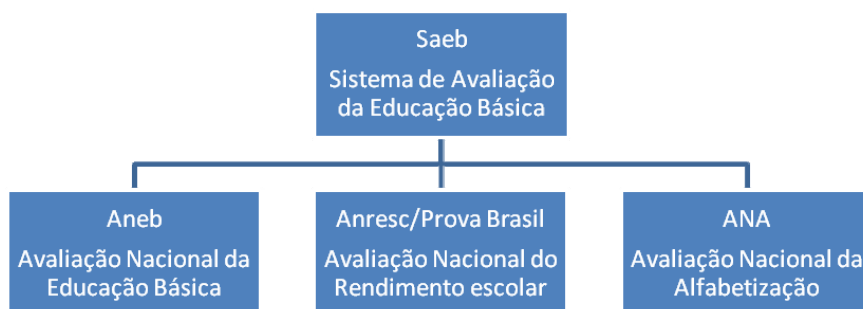 Saeb
Sistema de Avaliação
da Educação Básica
Aneb
Avaliação Nacional da
Educação Básica
Anresc/Prova Brasil
Avaliação Nacional do
Rendimento escolar
ANA
Avaliação Nacional da
Alfabetização